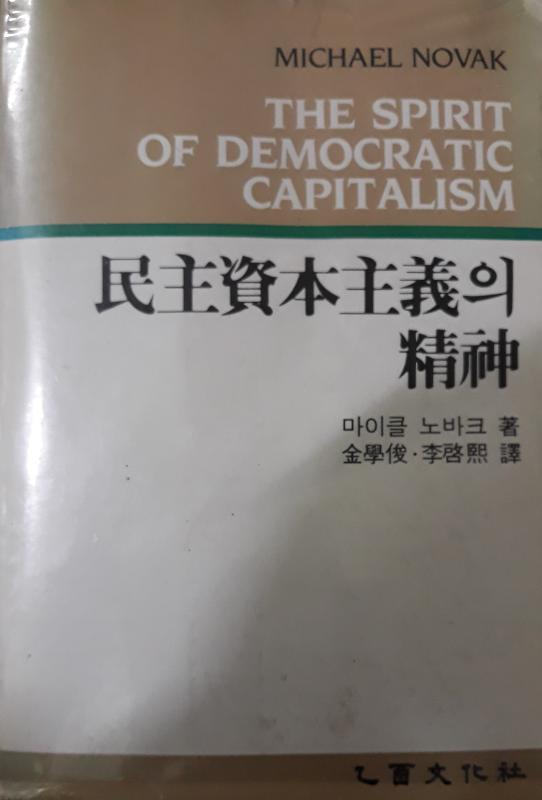 MICHAEL NOVAK
THE SPIRIT
OF DEMOCRATIC
CAPITALISM
民主資本主義의
精神
마이클 노바크 著
金學俊·李啓熙 譯
乙酉文化社